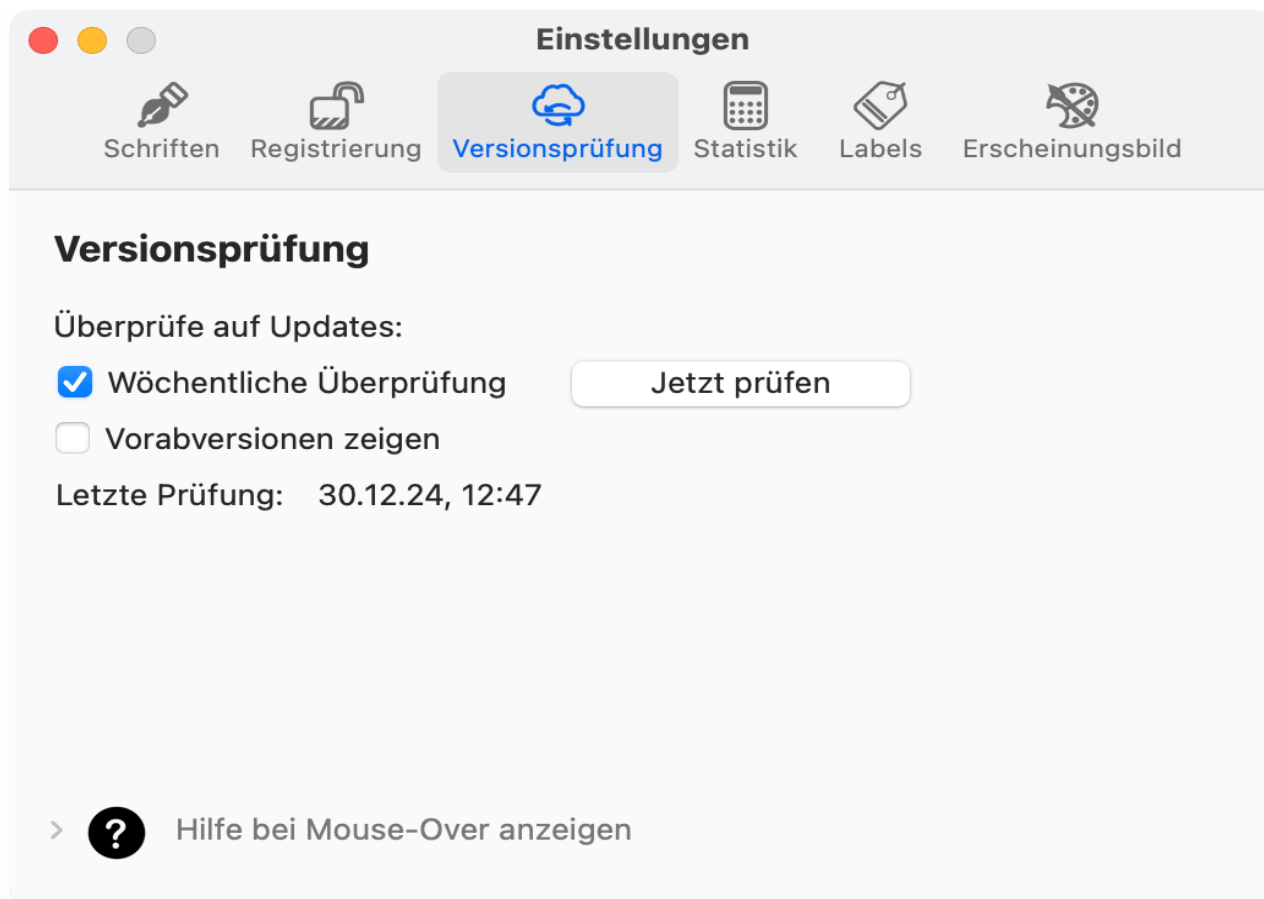 Einstellungen
Schriften Registrierung Versionsprüfung Statistik Labels Erscheinungsbild
Versionsprüfung
Überprüfe auf Updates:
Wöchentliche Überprüfung Jetzt prüfen
Vorabversionen zeigen
Letzte Prüfung: 30.12.24, 12:47
? Hilfe bei Mouse-Over anzeigen